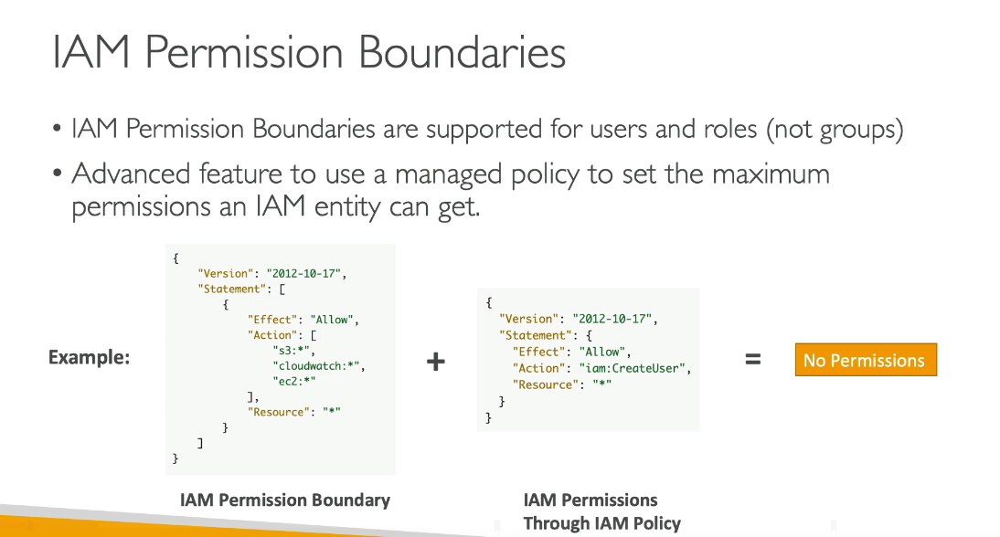 IAM Permission Boundaries
• IAM Permission Boundaries are supported for users and roles (not groups)
• Advanced feature to use a managed policy to set the maximum
permissions an IAM entity can get.
Example:
{
"Version": "2012-10-17",
"Statement": [
{
"Effect": "Allow",
"Action": [
"s3:*",
"cloudwatch:*",
"ec2:*"
],
"Resource": "*"
}
]
}
IAM Permission Boundary
+
{
"Version": "2012-10-17",
"Statement": {
"Effect": "Allow",
"Action": "iam:CreateUser",
"Resource": "*"
}
}
IAM Permissions
Through IAM Policy
=
No Permissions